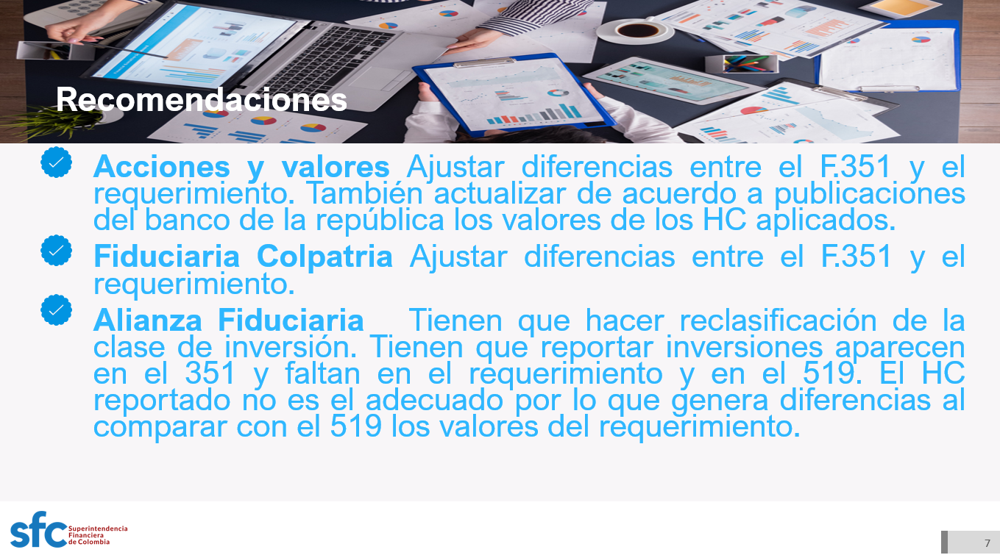 Recomendaciones
Acciones y valores Ajustar diferencias entre el F.351 y el
requerimiento. También actualizar de acuerdo a publicaciones
del banco de la república los valores de los HC aplicados.
Fiduciaria Colpatria Ajustar diferencias entre el F.351 y el
requerimiento.
Alianza Fiduciaria Tienen que hacer reclasificación de la
clase de inversión. Tienen que reportar inversiones aparecen
en el 351 y faltan en el requerimiento y en el 519. El HC
reportado no es el adecuado por lo que genera diferencias al
comparar con el 519 los valores del requerimiento.
sfc Superintendencia
Financiera
de Colombia
7